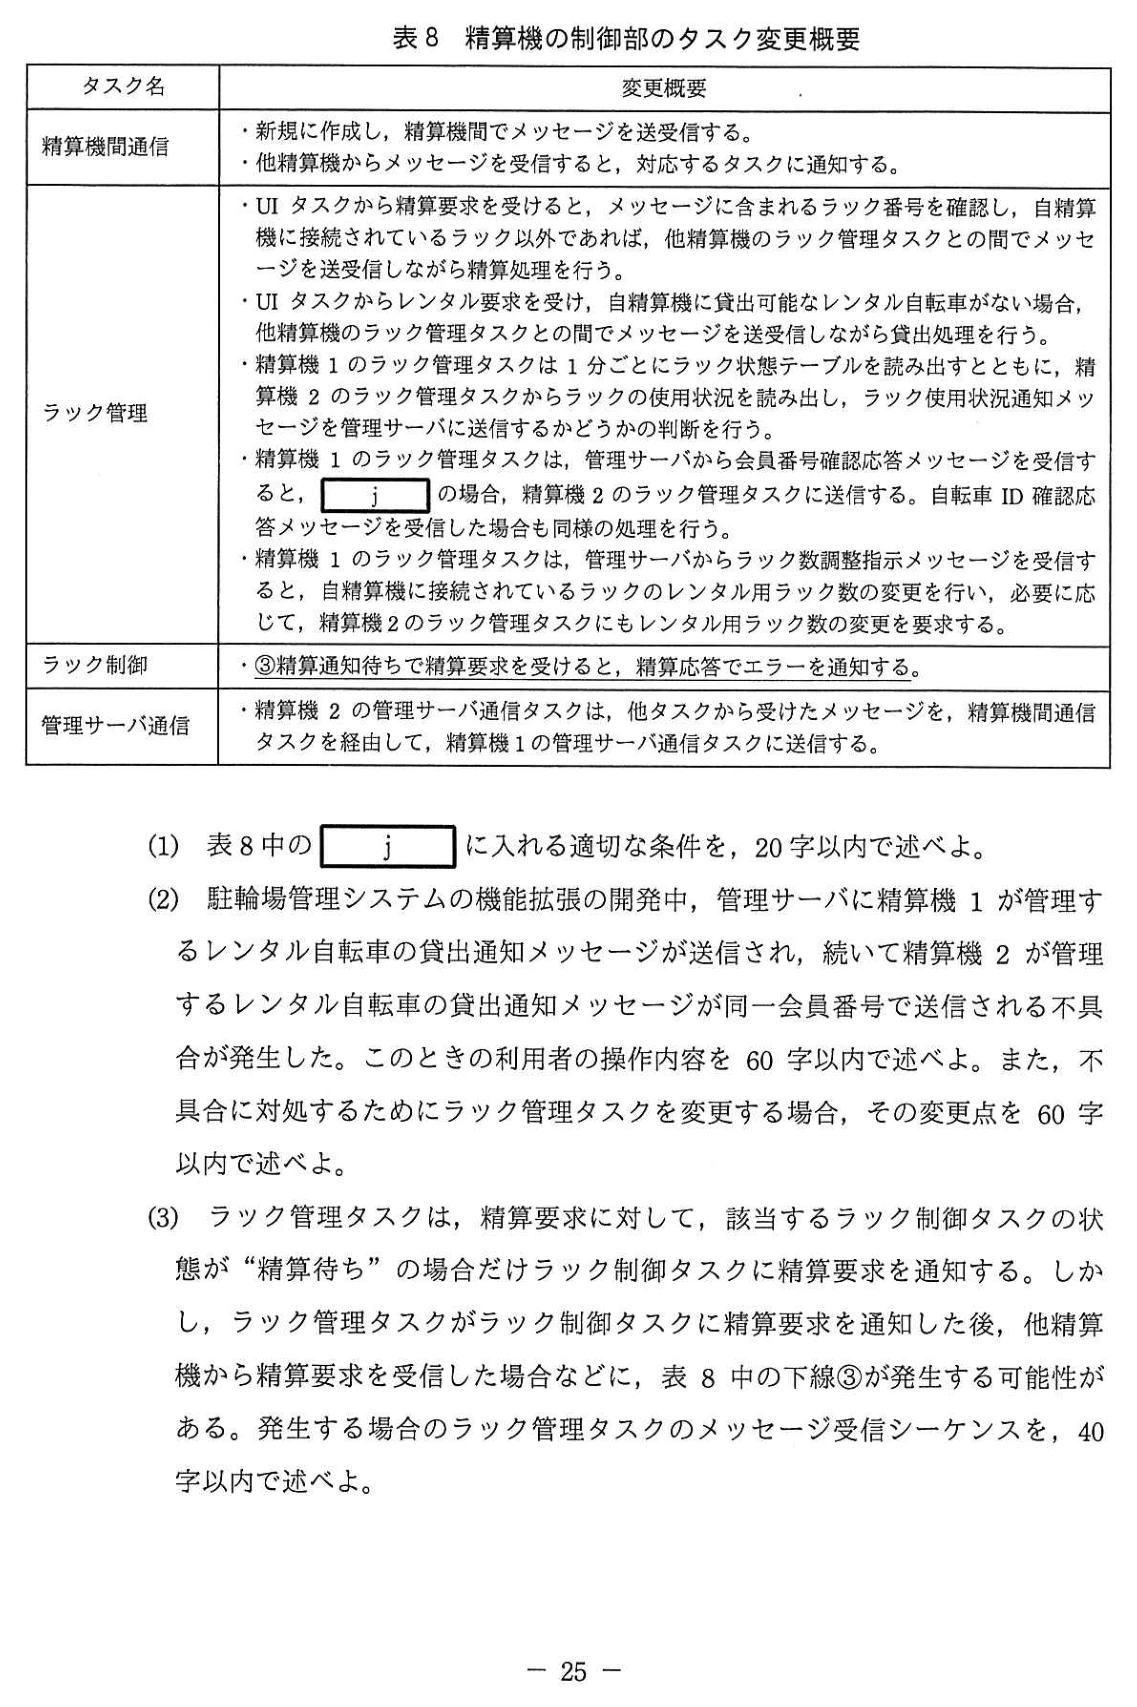 表8 精算機の制御部のタスク変更概要
タスク名
変更概要
精算機間通信
・新規に作成し，精算機間でメッセージを送受信する。
・他精算機からメッセージを受信すると，対応するタスクに通知する。
ラック管理
・UI タスクから精算要求を受けると，メッセージに含まれるラック番号を確認し，自精算
機に接続されているラック以外であれば，他精算機のラック管理タスクとの間でメッセ
ージを送受信しながら精算処理を行う。
・UI タスクからレンタル要求を受け，自精算機に貸出可能なレンタル自転車がない場合，
他精算機のラック管理タスクとの間でメッセージを送受信しながら貸出処理を行う。
・精算機 1 のラック管理タスクは 1 分ごとにラック状態テーブルを読み出すとともに，精
算機 2 のラック管理タスクからラックの使用状況を読み出し，ラック使用状況通知メッ
セージを管理サーバに送信するかどうかの判断を行う。
・精算機 1 のラック管理タスクは，管理サーバから会員番号確認応答メッセージを受信す
ると， j の場合，精算機 2 のラック管理タスクに送信する。自転車 ID 確認応
答メッセージを受信した場合も同様の処理を行う。
・精算機 1 のラック管理タスクは，管理サーバからラック数調整指示メッセージを受信す
ると，自精算機に接続されているラックのレンタル用ラック数の変更を行い，必要に応
じて，精算機2のラック管理タスクにもレンタル用ラック数の変更を要求する。
ラック制御
・③精算通知待ちで精算要求を受けると，精算応答でエラーを通知する。
管理サーバ通信
・精算機 2 の管理サーバ通信タスクは，他タスクから受けたメッセージを，精算機間通信
タスクを経由して，精算機1の管理サーバ通信タスクに送信する。
(1) 表8中の j に入れる適切な条件を，20字以内で述べよ。
(2) 駐輪場管理システムの機能拡張の開発中，管理サーバに精算機 1 が管理す
るレンタル自転車の貸出通知メッセージが送信され，続いて精算機 2 が管理
するレンタル自転車の貸出通知メッセージが同一会員番号で送信される不具
合が発生した。このときの利用者の操作内容を 60 字以内で述べよ。また，不
具合に対処するためにラック管理タスクを変更する場合，その変更点を 60 字
以内で述べよ。
(3) ラック管理タスクは，精算要求に対して，該当するラック制御タスクの状
態が“精算待ち”の場合だけラック制御タスクに精算要求を通知する。しか
し，ラック管理タスクがラック制御タスクに精算要求を通知した後，他精算
機から精算要求を受信した場合などに，表 8 中の下線③が発生する可能性が
ある。発生する場合のラック管理タスクのメッセージ受信シーケンスを，40
字以内で述べよ。
－ 25 －